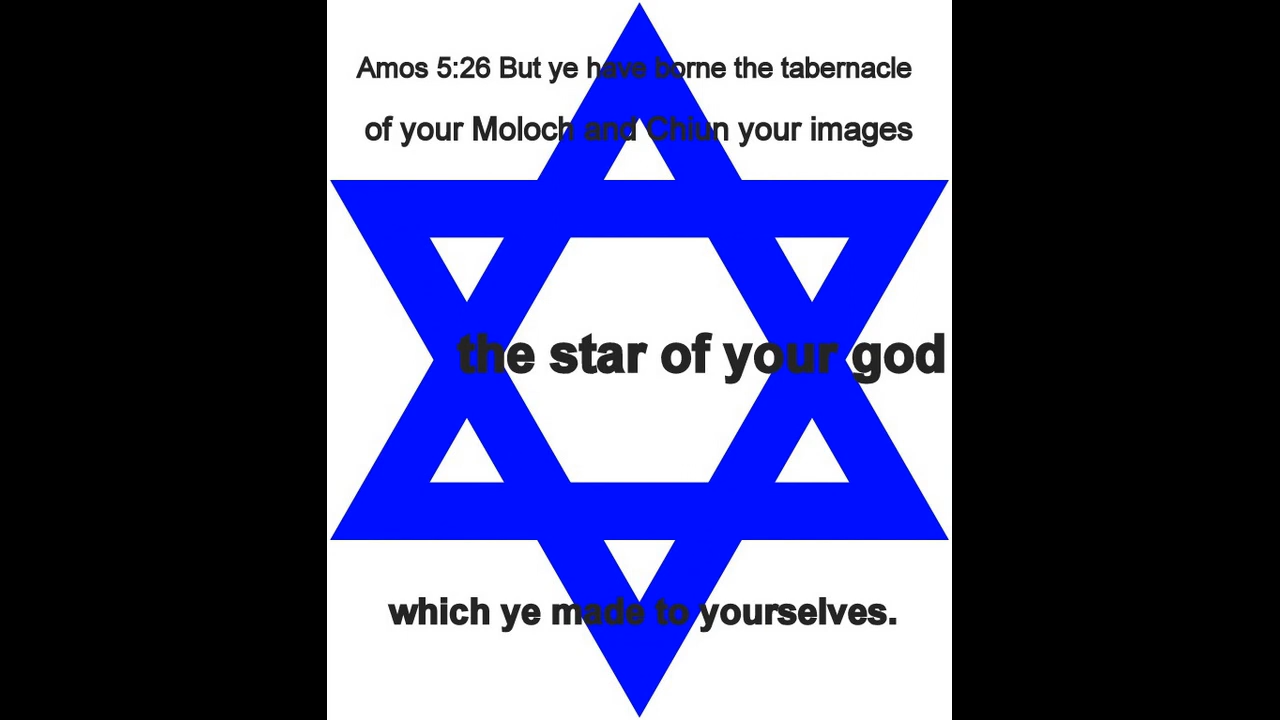 Amos 5:26 But ye have borne the tabernacle
of your Moloch and Chiun your images
the star of your god
which ye made to yourselves.